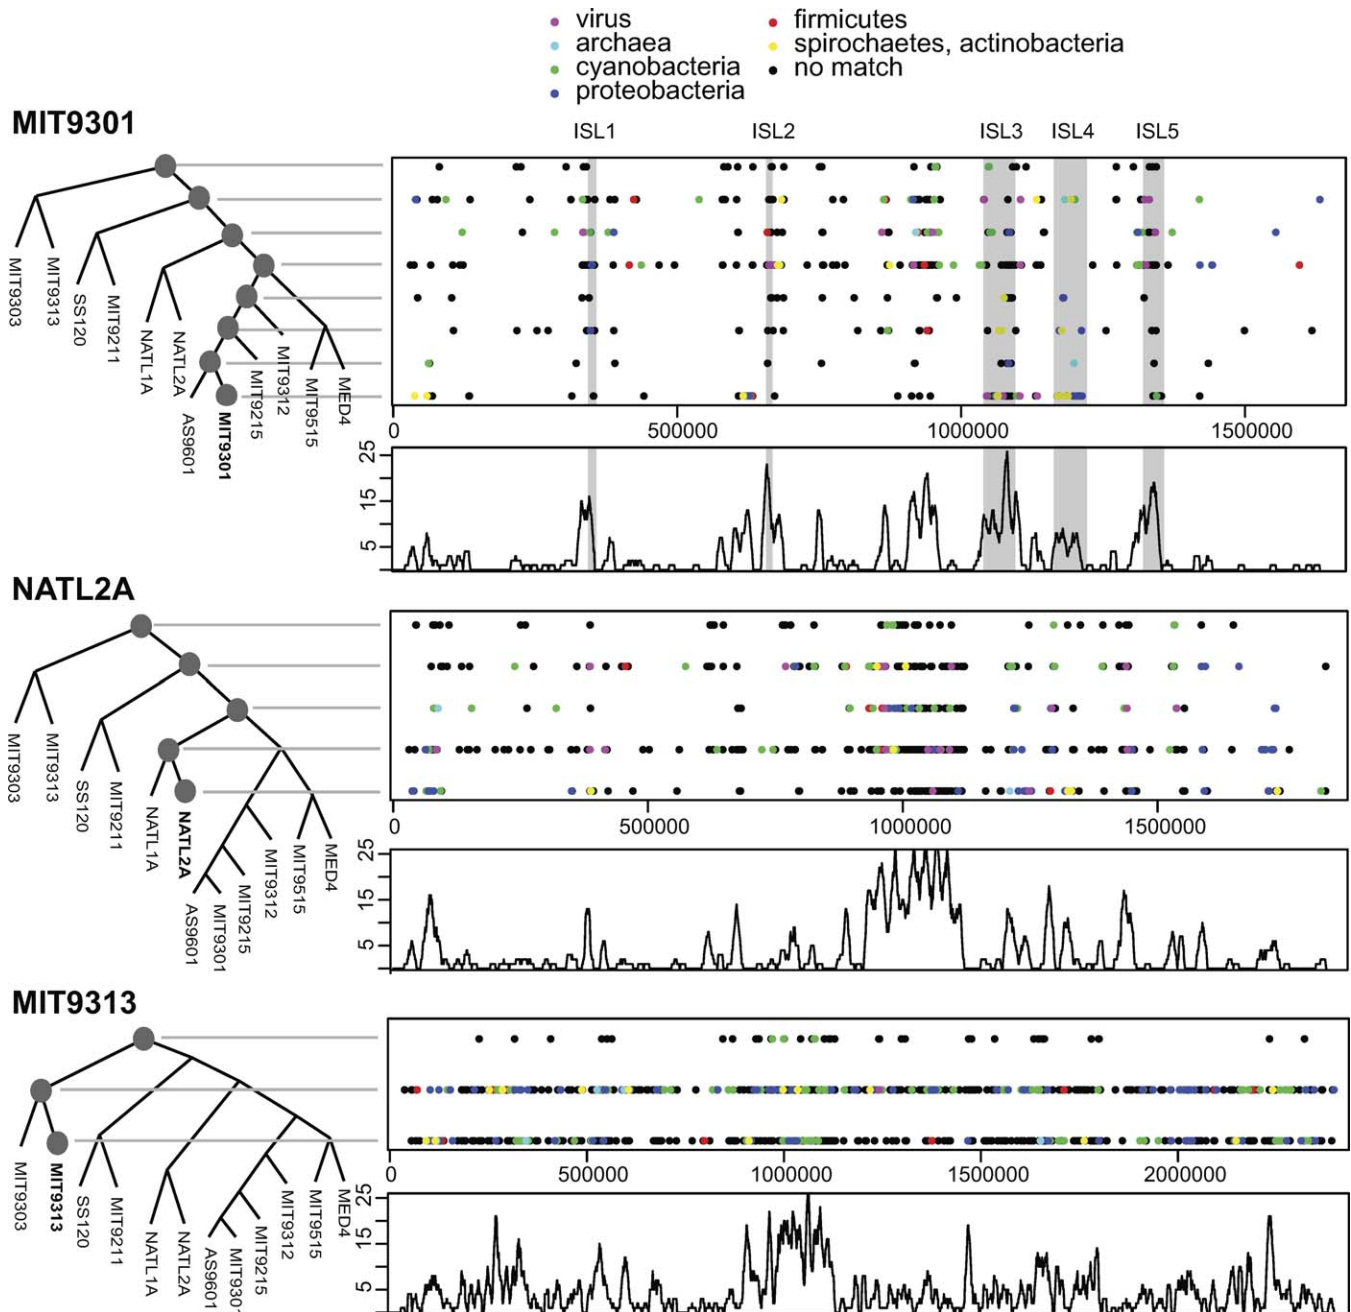 virus
archaea
cyanobacteria
proteobacteria
firmicutes
spirochaetes, actinobacteria
no match
MIT9301
ISL1 ISL2 ISL3 ISL4 ISL5
MIT9303
MIT9313
SS120
MIT9211
NATL1A
NATL2A
AS9601
MIT9301
MIT9215
MIT9312
MIT9515
MED4
0 500000 1000000 1500000
25
15
5
NATL2A
MIT9303
MIT9313
SS120
MIT9211
NATL1A
NATL2A
AS9601
MIT9301
MIT9215
MIT9312
MIT9515
MED4
0 500000 1000000 1500000
25
15
5
MIT9313
MIT9303
MIT9313
SS120
MIT9211
NATL1A
NATL2A
AS9601
MIT9301
MIT9215
MIT9312
MIT9515
MED4
0 500000 1000000 1500000 2000000
25
15
5